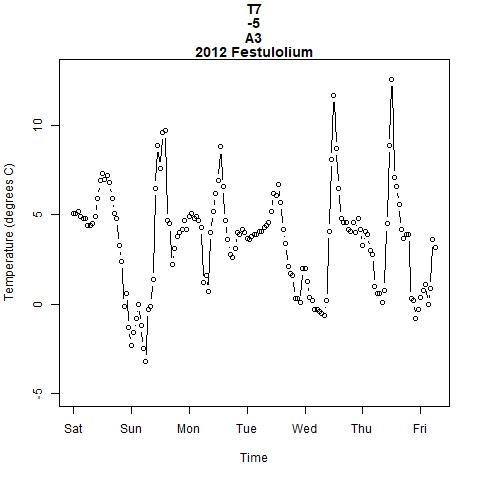 T7
-5
A3
2012 Festulolium
Temperature (degrees C)
10
5
0
-5
Sat Sun Mon Tue Wed Thu Fri
Time